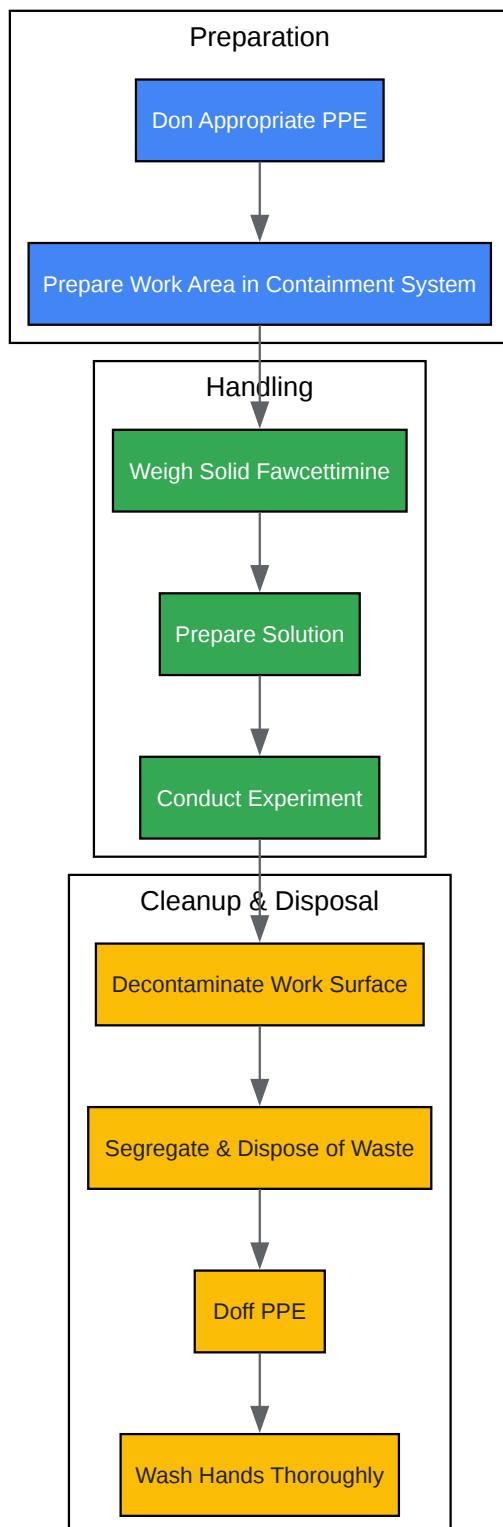 Preparation
Don Appropriate PPE
Prepare Work Area in Containment System
Handling
Weigh Solid Fawcettimine
Prepare Solution
Conduct Experiment
Cleanup & Disposal
Decontaminate Work Surface
Segregate & Dispose of Waste
Doff PPE
Wash Hands Thoroughly